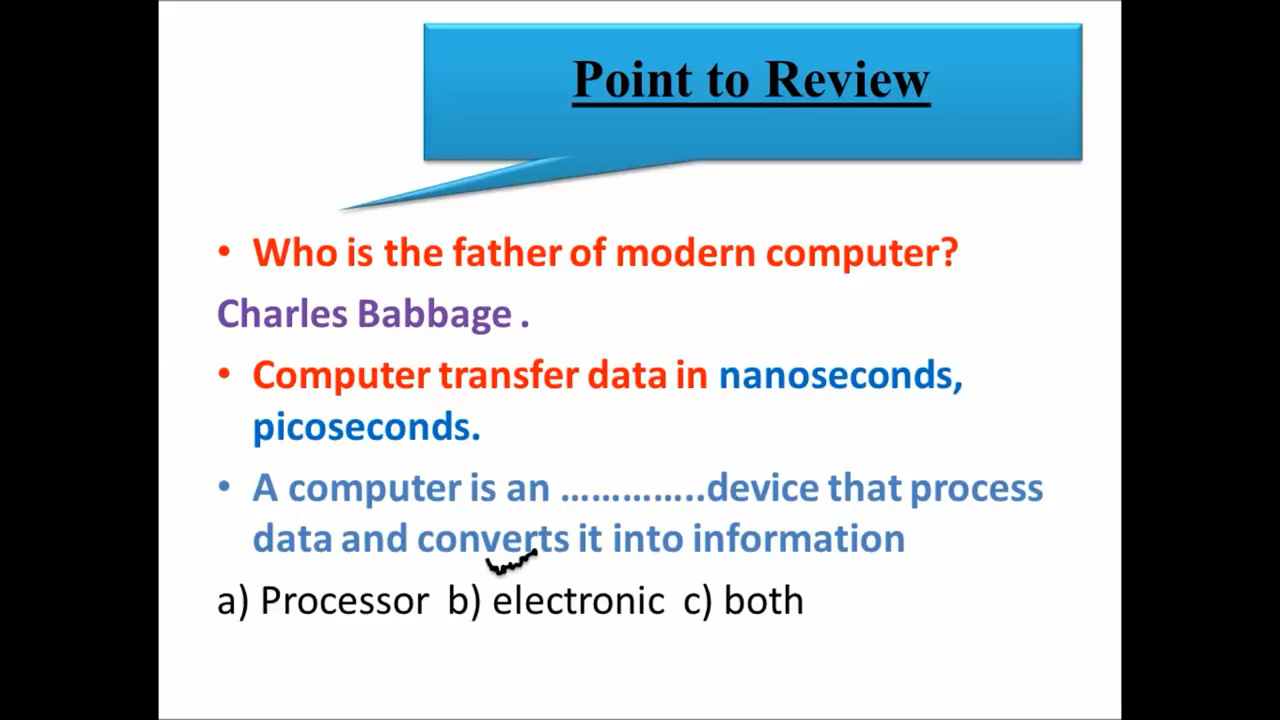 Point to Review
• Who is the father of modern computer?
Charles Babbage .
• Computer transfer data in nanoseconds,
picoseconds.
• A computer is an …………..device that process
data and converts it into information
a) Processor b) electronic c) both